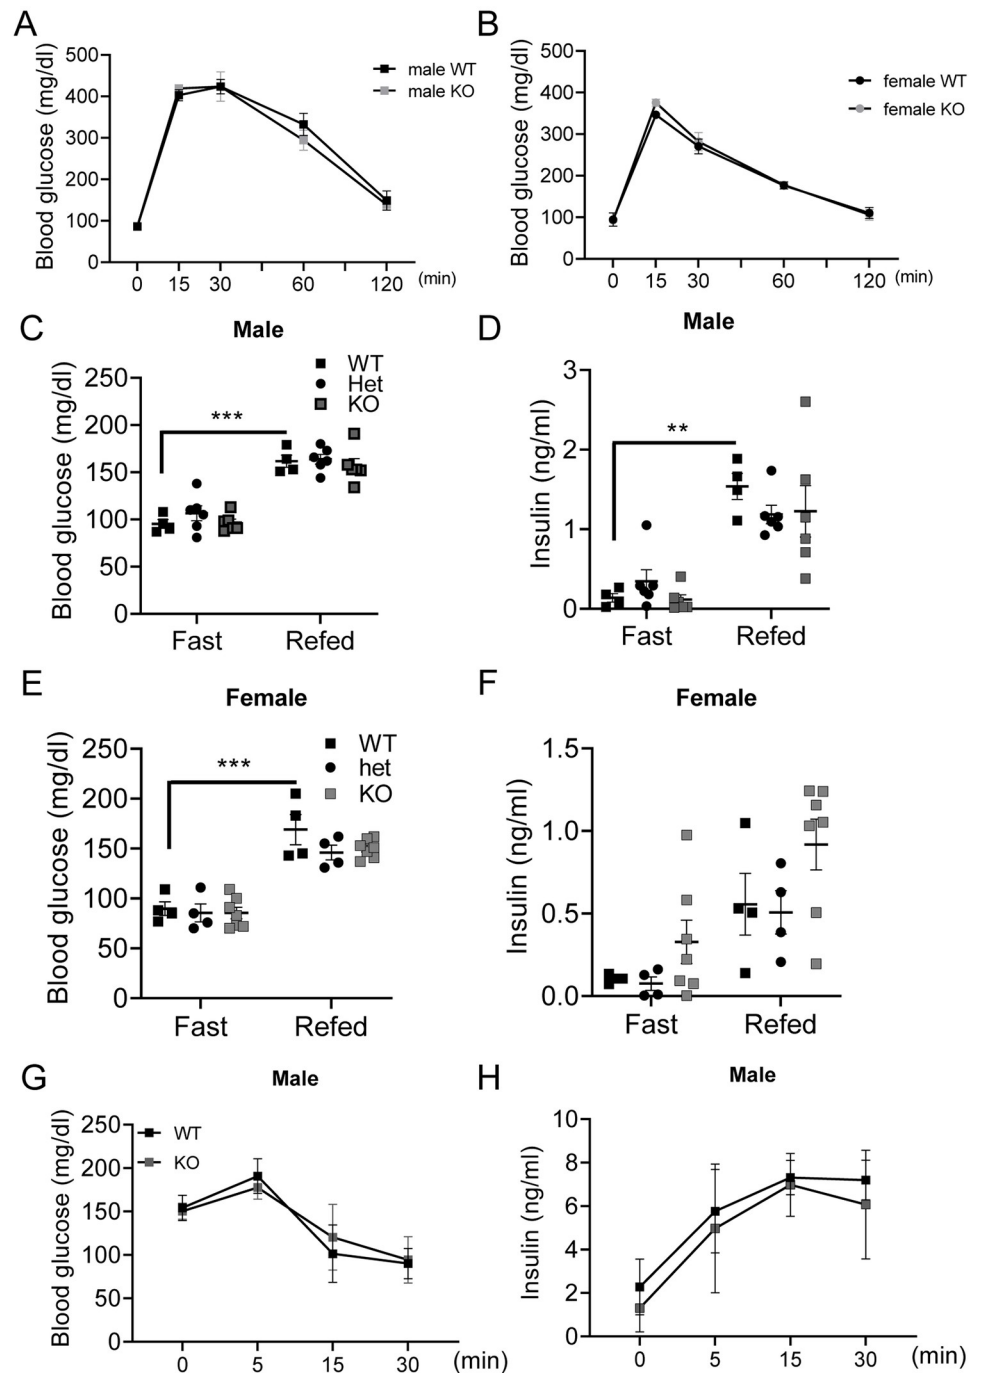 A
Blood glucose (mg/dl)
500
400
300
200
100
0
0 15 30 60 120 (min)
male WT
male KO
B
Blood glucose (mg/dl)
500
400
300
200
100
0
0 15 30 60 120 (min)
female WT
female KO
C
Male
Blood glucose (mg/dl)
250
200
150
100
50
0
WT
Het
KO
***
Fast Refed
D
Male
Insulin (ng/ml)
3
2
1
0
**
Fast Refed
E
Female
Blood glucose (mg/dl)
250
200
150
100
50
0
WT
het
KO
***
Fast Refed
F
Female
Insulin (ng/ml)
1.5
1.0
0.5
0.0
Fast Refed
G
Male
Blood glucose (mg/dl)
250
200
150
100
50
0
WT
KO
0 5 15 30 (min)
H
Male
Insulin (ng/ml)
10
8
6
4
2
0
0 5 15 30 (min)